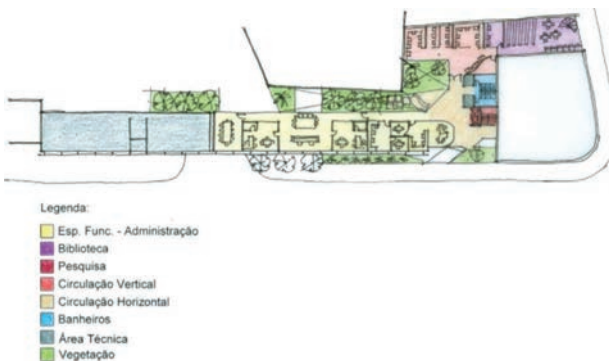 Legenda:
Esp. Func. - Administração
Biblioteca
Pesquisa
Circulação Vertical
Circulação Horizontal
Banheiros
Área Técnica
Vegetação